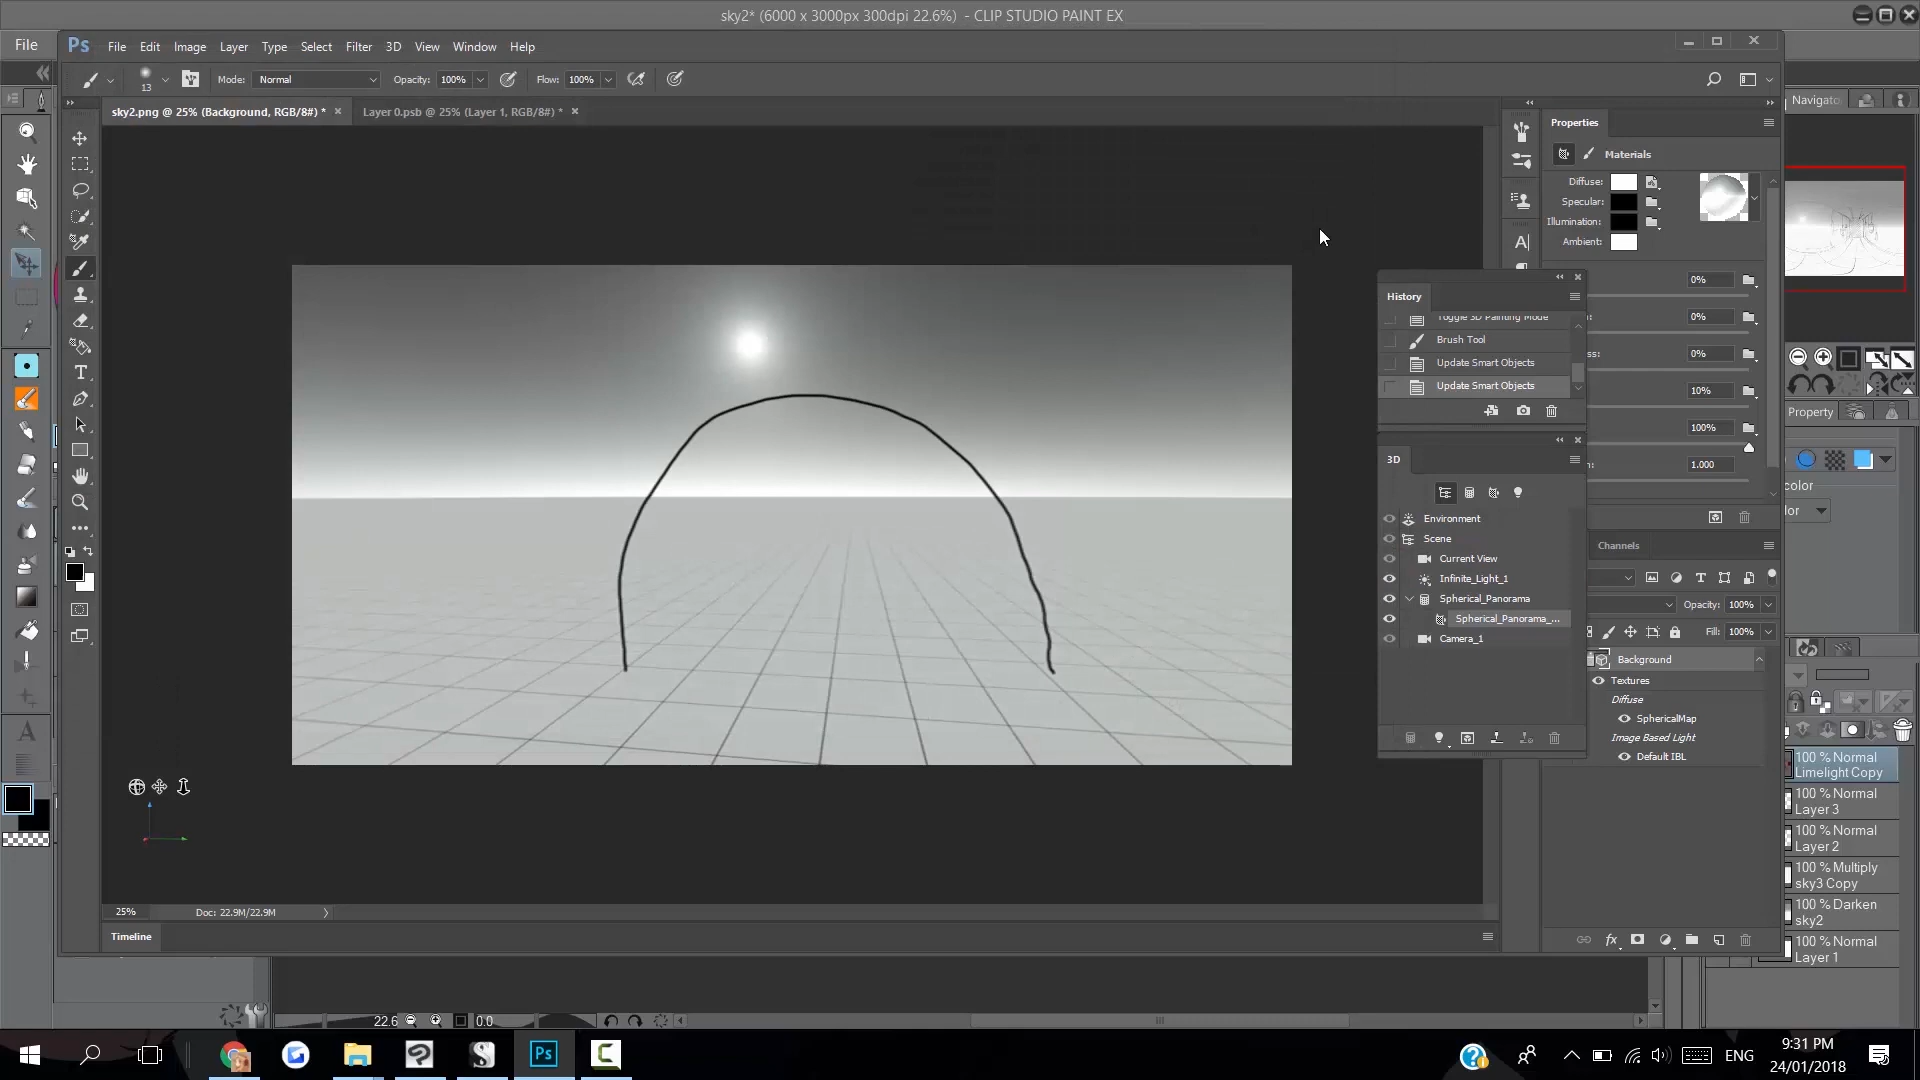 sky2* (6000 x 3000px 300dpi 22.6%) - CLIP STUDIO PAINT EX
File
Ps File Edit Image Layer Type Select Filter 3D View Window Help
13 Mode: Normal Opacity: 100% Flow: 100%
sky2.png @ 25% (Background, RGB/8#) * Layer 0.psb @ 25% (Layer 1, RGB/8#) *
Navigato
Properties
Materials
Diffuse:
Specular:
Illumination:
Ambient:
0%
0%
0%
10%
100%
1.000
History
Toggle 3D Painting Mode
Brush Tool
Update Smart Objects
Update Smart Objects
3D
Environment
Scene
Current View
Infinite_Light_1
Spherical_Panorama
Spherical_Panorama_...
Camera_1
Property
color
Channels
Opacity: 100%
Fill: 100%
Background
Textures
Diffuse
SphericalMap
Image Based Light
Default IBL
100 % Normal
Limelight Copy
100 % Normal
Layer 3
100 % Normal
Layer 2
100 % Multiply
sky3 Copy
100 % Darken
sky2
100 % Normal
Layer 1
25% Doc: 22.9M/22.9M
Timeline
22.6 0.0
Ps
ENG
9:31 PM
24/01/2018